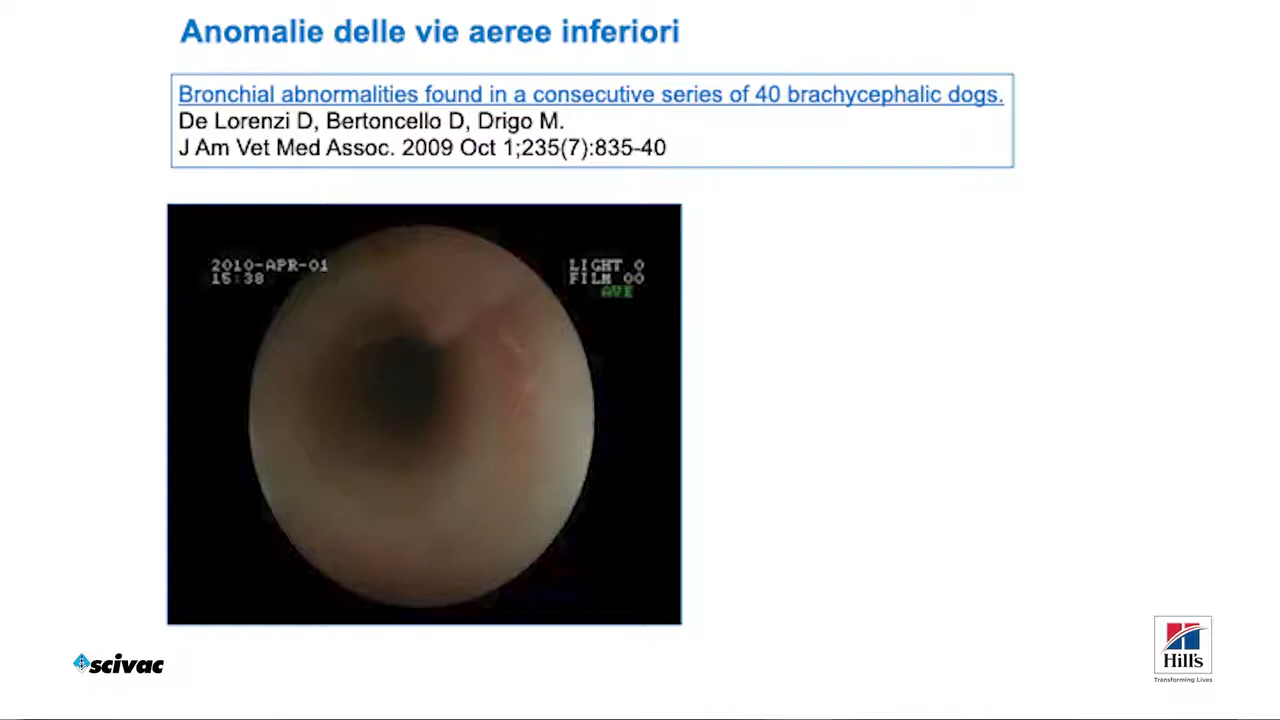 Anomalie delle vie aeree inferiori
Bronchial abnormalities found in a consecutive series of 40 brachycephalic dogs.
De Lorenzi D, Bertoncello D, Drigo M.
J Am Vet Med Assoc. 2009 Oct 1;235(7):835-40
2010-APR-01
15:38
LIGHT 0
FILM 00
AVE
scivac
Hill's
Transforming Lives